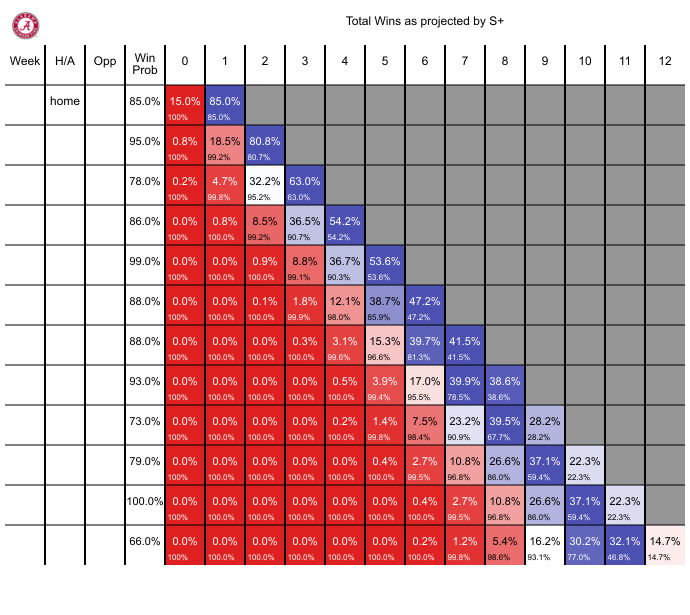 Total Wins as projected by S+
Week H/A Opp Win Prob 0 1 2 3 4 5 6 7 8 9 10 11 12
home 85.0% 15.0% 85.0%
100% 85.0%
95.0% 0.8% 18.5% 80.8%
100% 99.2% 80.7%
78.0% 0.2% 4.7% 32.2% 63.0%
100% 99.8% 95.2% 63.0%
86.0% 0.0% 0.8% 8.5% 36.5% 54.2%
100% 100.0% 99.2% 90.7% 54.2%
99.0% 0.0% 0.0% 0.9% 8.8% 36.7% 53.6%
100% 100.0% 100.0% 99.1% 90.3% 53.6%
88.0% 0.0% 0.0% 0.1% 1.8% 12.1% 38.7% 47.2%
100% 100.0% 100.0% 99.9% 98.0% 85.9% 47.2%
88.0% 0.0% 0.0% 0.0% 0.3% 3.1% 15.3% 39.7% 41.5%
100% 100.0% 100.0% 100.0% 99.6% 96.6% 81.3% 41.5%
93.0% 0.0% 0.0% 0.0% 0.0% 0.5% 3.9% 17.0% 39.9% 38.6%
100% 100.0% 100.0% 100.0% 100.0% 99.4% 95.5% 78.5% 38.6%
73.0% 0.0% 0.0% 0.0% 0.0% 0.2% 1.4% 7.5% 23.2% 39.5% 28.2%
100% 100.0% 100.0% 100.0% 100.0% 99.8% 98.4% 90.9% 67.7% 28.2%
79.0% 0.0% 0.0% 0.0% 0.0% 0.0% 0.4% 2.7% 10.8% 26.6% 37.1% 22.3%
100% 100.0% 100.0% 100.0% 100.0% 100.0% 99.5% 96.8% 86.0% 59.4% 22.3%
100.0% 0.0% 0.0% 0.0% 0.0% 0.0% 0.0% 0.4% 2.7% 10.8% 26.6% 37.1% 22.3%
100% 100.0% 100.0% 100.0% 100.0% 100.0% 100.0% 99.5% 96.8% 86.0% 59.4% 22.3%
66.0% 0.0% 0.0% 0.0% 0.0% 0.0% 0.0% 0.2% 1.2% 5.4% 16.2% 30.2% 32.1% 14.7%
100% 100.0% 100.0% 100.0% 100.0% 100.0% 100.0% 99.8% 98.6% 93.1% 77.0% 46.8% 14.7%